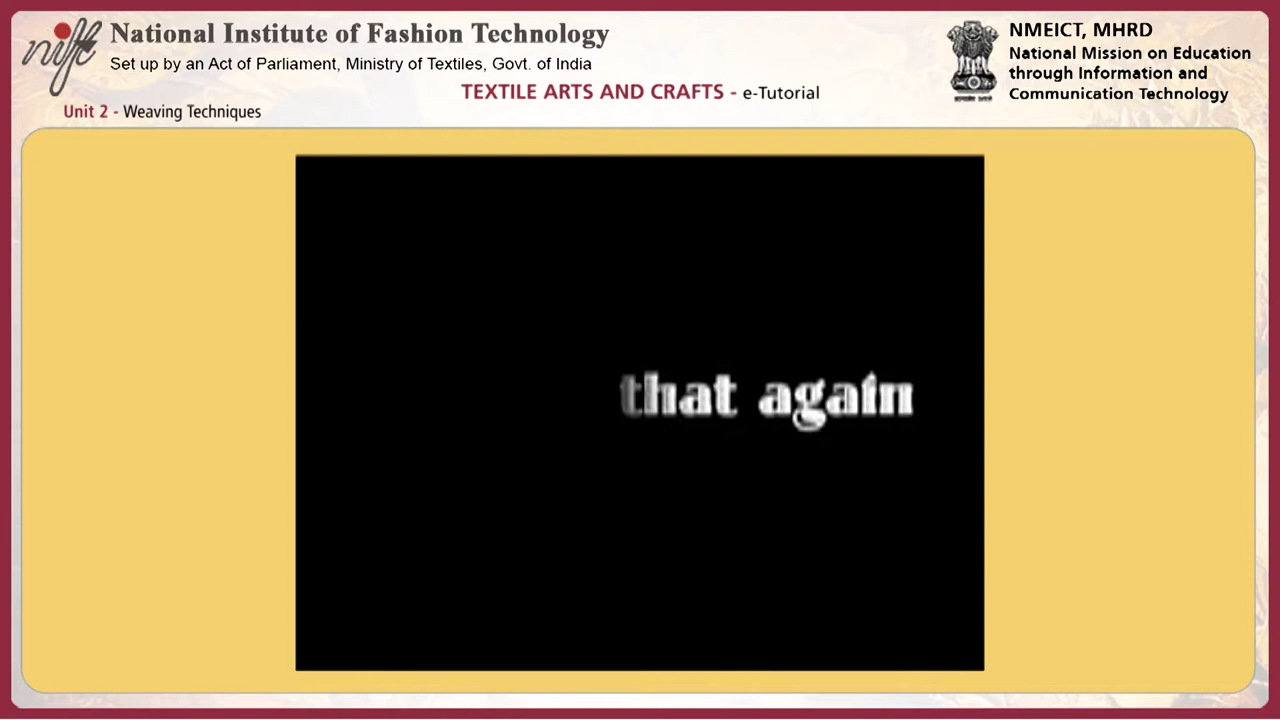 nift
National Institute of Fashion Technology
Set up by an Act of Parliament, Ministry of Textiles, Govt. of India
TEXTILE ARTS AND CRAFTS - e-Tutorial
Unit 2 - Weaving Techniques
NMEICT, MHRD
National Mission on Education
through Information and
Communication Technology
that again